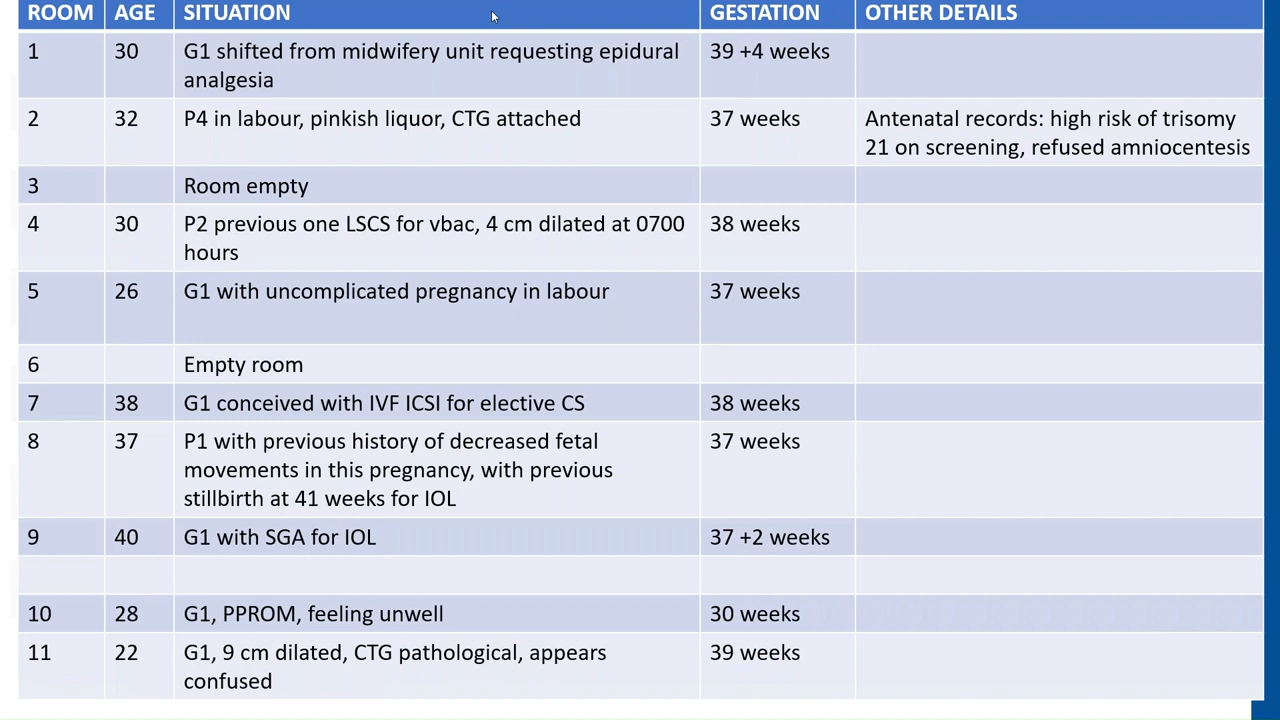 ROOM AGE SITUATION GESTATION OTHER DETAILS
1 30 G1 shifted from midwifery unit requesting epidural 39 +4 weeks
analgesia
2 32 P4 in labour, pinkish liquor, CTG attached 37 weeks Antenatal records: high risk of trisomy
21 on screening, refused amniocentesis
3 Room empty
4 30 P2 previous one LSCS for vbac, 4 cm dilated at 0700 38 weeks
hours
5 26 G1 with uncomplicated pregnancy in labour 37 weeks
6 Empty room
7 38 G1 conceived with IVF ICSI for elective CS 38 weeks
8 37 P1 with previous history of decreased fetal 37 weeks
movements in this pregnancy, with previous
stillbirth at 41 weeks for IOL
9 40 G1 with SGA for IOL 37 +2 weeks
10 28 G1, PPROM, feeling unwell 30 weeks
11 22 G1, 9 cm dilated, CTG pathological, appears 39 weeks
confused